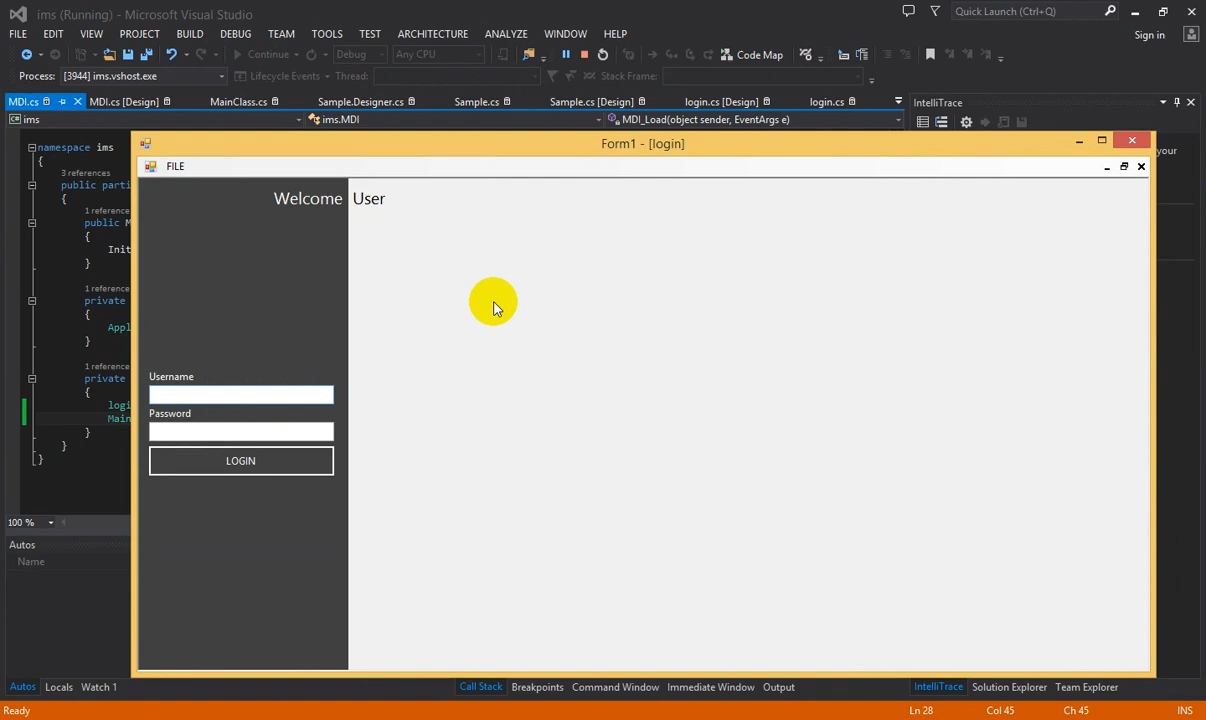 ims (Running) - Microsoft Visual Studio
Quick Launch (Ctrl+Q)
FILE EDIT VIEW PROJECT BUILD DEBUG TEAM TOOLS TEST ARCHITECTURE ANALYZE WINDOW HELP
Sign in
Continue Debug Any CPU Code Map
Process: [3944] ims.vshost.exe Lifecycle Events Thread: Stack Frame:
MDI.cs MDI.cs [Design] MainClass.cs Sample.Designer.cs Sample.cs Sample.cs [Design] login.cs [Design] login.cs
IntelliTrace
ims ims.MDI MDI_Load(object sender, EventArgs e)
namespace ims
{
3 references
public parti
{
1 reference
public M
{
Init
}
1 reference
private
{
Appl
}
1 reference
private
{
logi
Main
}
}
}
your
Form1 - [login]
FILE
Welcome User
Username
Password
LOGIN
100 %
Autos
Name
Autos Locals Watch 1
Call Stack Breakpoints Command Window Immediate Window Output
IntelliTrace Solution Explorer Team Explorer
Ready
Ln 28 Col 45 Ch 45 INS